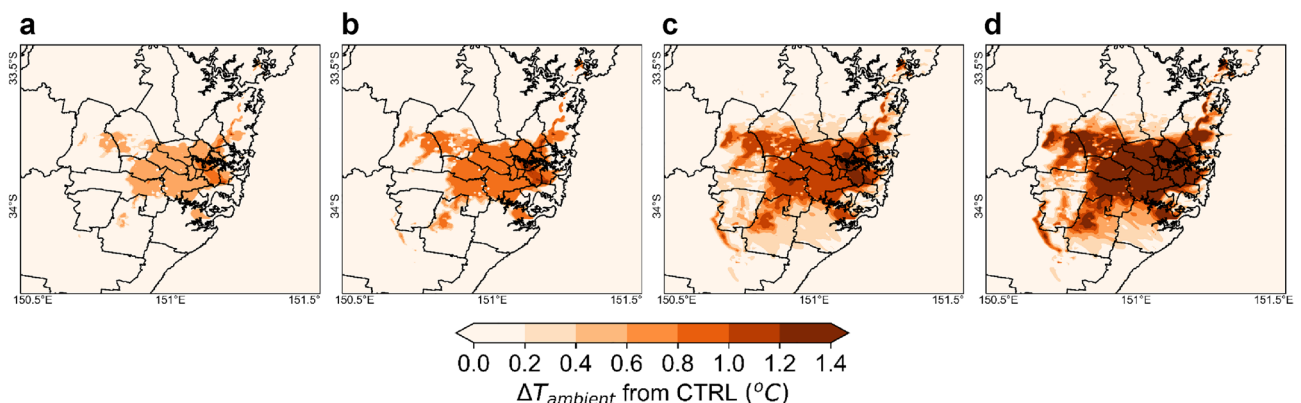 a b c d
33.5°S 33.5°S 33.5°S 33.5°S
34°S 34°S 34°S 34°S
150.5°E 151°E 151.5° 150.5°E 151°E 151.5° 150.5°E 151°E 151.5° 150.5°E 151°E 151.5°E
0.0 0.2 0.4 0.6 0.8 1.0 1.2 1.4
ΔT_ambient from CTRL (°C)